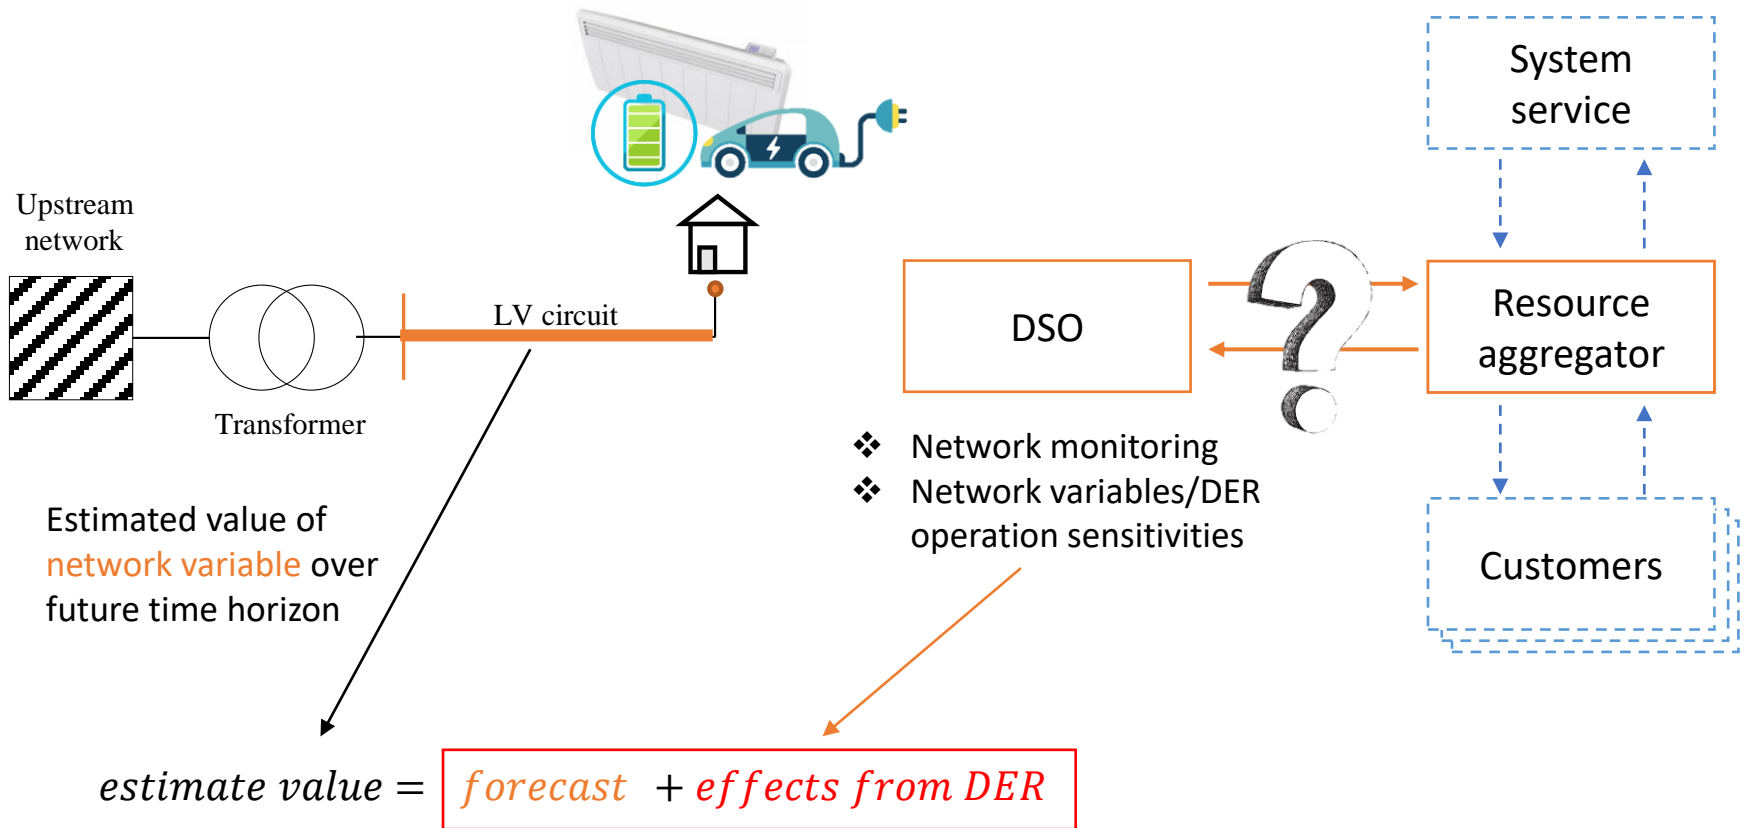 System
service
Upstream
network
LV circuit
Transformer
DSO
Resource
aggregator
❖ Network monitoring
❖ Network variables/DER
operation sensitivities
Estimated value of
network variable over
future time horizon
Customers
estimate value = forecast + effects from DER